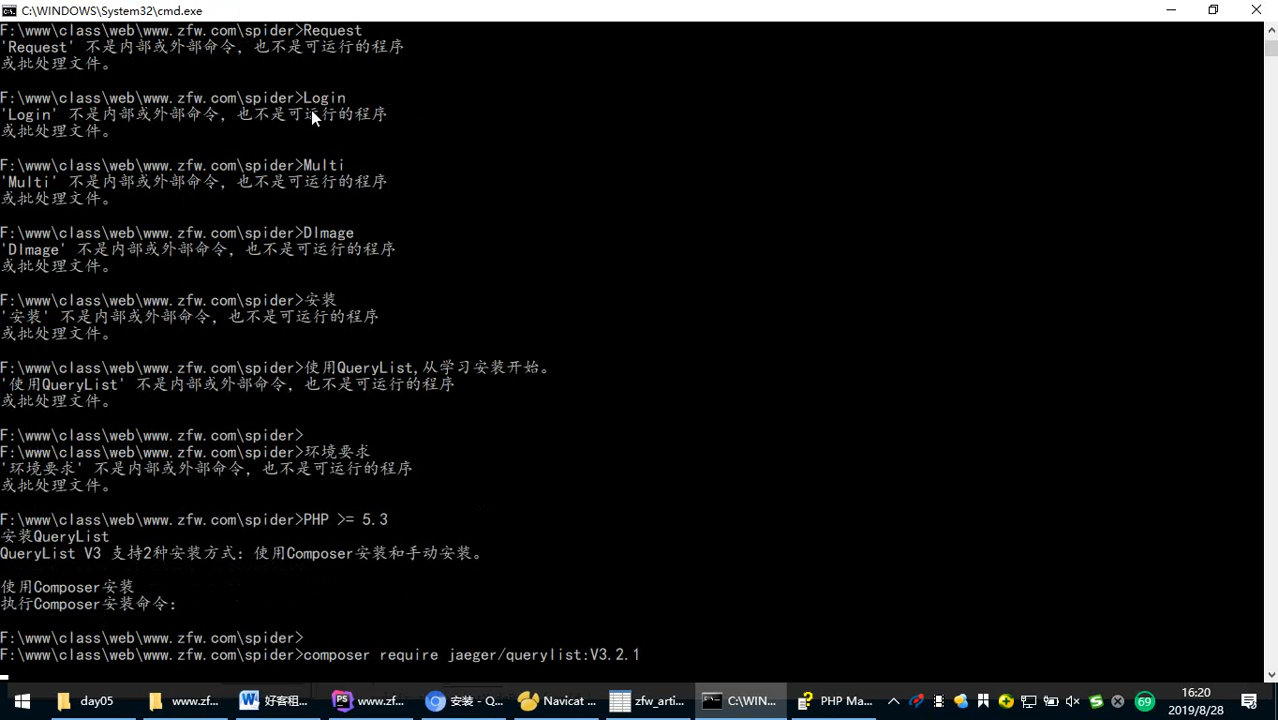 C:\WINDOWS\System32\cmd.exe
F:\www\class\web\www.zfw.com\spider>Request
'Request' 不是内部或外部命令，也不是可运行的程序
或批处理文件。
F:\www\class\web\www.zfw.com\spider>Login
'Login' 不是内部或外部命令，也不是可运行的程序
或批处理文件。
F:\www\class\web\www.zfw.com\spider>Multi
'Multi' 不是内部或外部命令，也不是可运行的程序
或批处理文件。
F:\www\class\web\www.zfw.com\spider>DImage
'DImage' 不是内部或外部命令，也不是可运行的程序
或批处理文件。
F:\www\class\web\www.zfw.com\spider>安装
'安装' 不是内部或外部命令，也不是可运行的程序
或批处理文件。
F:\www\class\web\www.zfw.com\spider>使用QueryList,从学习安装开始。
'使用QueryList' 不是内部或外部命令，也不是可运行的程序
或批处理文件。
F:\www\class\web\www.zfw.com\spider>
F:\www\class\web\www.zfw.com\spider>环境要求
'环境要求' 不是内部或外部命令，也不是可运行的程序
或批处理文件。
F:\www\class\web\www.zfw.com\spider>PHP >= 5.3
安装QueryList
QueryList V3 支持2种安装方式：使用Composer安装和手动安装。
使用Composer安装
执行Composer安装命令：
F:\www\class\web\www.zfw.com\spider>
F:\www\class\web\www.zfw.com\spider>composer require jaeger/querylist:V3.2.1
day05 www.zf... 好客租... www.zf... 安装 - Q... Navicat ... zfw_arti... C:\WIN... PHP Ma... 69 16:20
2019/8/28